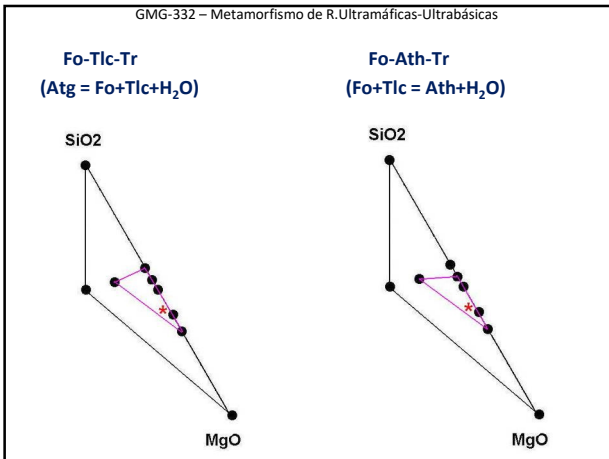 GMG-332 – Metamorfismo de R.Ultramáficas-Ultrabásicas
Fo-Tlc-Tr
(Atg = Fo+Tlc+H₂O)
SiO2
*
MgO
Fo-Ath-Tr
(Fo+Tlc = Ath+H₂O)
SiO2
*
MgO